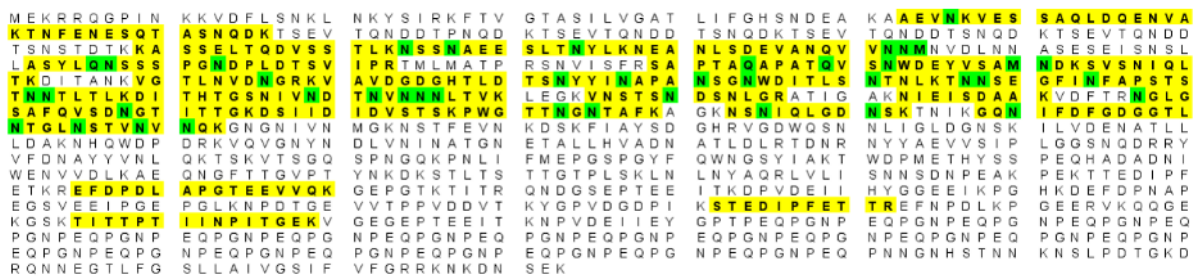 MEKRRQGPIN KKVDFLSNKL NKYSIRKFTV GTASILVGAT LIFGHSNDEA KAAEVNKVES SAQLDQENVA
KTNFENESQT ASNQDKTSEV TQNDDTPNQD KTSEVTQNDD TSNQDKTSEV TQNDDTSNQD KTSEVTQNDD
TSNSTDTKKA SSELTQDVSS TLKNSSNAEE SLTNYLKNEA NLSDEVANQV VNNMNVDLNN ASESEISNSL
LASYLQNSSS PGNDPLDTSV IPRTMLMATP RSNVISFRSA PTAQAPATQV SNWDEYVSAM NDKSVSNIQL
TKDITANKVG TLNVDNGRKV AVDGDGHTLD TSNYYINAPA NSGNWDITLS NTNLKTNNSE GFINFAPSTS
TNNTLTLKDI THTGSNIVND TNVNNNLTVK LEGKVNSTSN DSNLGRATIG AKNIEISDAA KVDFTRNGLG
SAFQVSDNGT ITTGKDSIID IDVSTSKPWG TTNGNTAFKA GKNSNIQLGD NSKTNIKGQN IFDFGDGGTL
NTGLNSTVNV NQKGNGNIVN MGKNSTFEVN KDSKFIAYSD GHRVGDWQSN NLIGLDGNSK ILVDENATLL
LDAKNHQWDP DRKVQVGNYN DLVNINATGN ETALLHVADN ATLDLRTDNR NYYAEVVSIP LGGSNQDRRY
VFDNAYYVNL QKTSKVTSGQ SPNGQKPNLI FMEPGSPGYF QWNGSYIAKT WDPMETHYSS PEQHADADNI
WENVVDLKAE QNFTTGVPT YNKDKSTLTS TTGTPLSKLN LNYAQRLVLI SNNSDNPEAK PEKTTEDIPF
ETKREFDPDL APGTEEVVQK GEPGTKTITR QNDGSEPTEE ITKDPVDEII HYGGEEIKPG HKDEFDPNAP
EGSVEEIPGE PGLKNPDTGE VVTPPVDDVT KYGPVDGDPI KSTEDIPFET TREFNPDLKP GEERVKQQGE
KGSKTITTPT IINPITGEKV GEGEPTEEIT KNPVDEIIEY GPTPEQPGNP EQPGNPEQPG NPEQPGNPEQ
PGNPEQPGNP EQPGNPEQPG NPEQPGNPEQ PGNPEQPGNP EQPGNPEQPG NPEQPGNPEQ PGNPEQPGNP
EQPGNPEQPG NPEQPGNPEQ PGNPEQPGNP EQPGNPEQPG NPEQPGNPEQ NPNNGNHSTNN KNSLPDTGKD
RQNNEGTLFG SLLAIVGSIF VFGRRKNKDN SEK